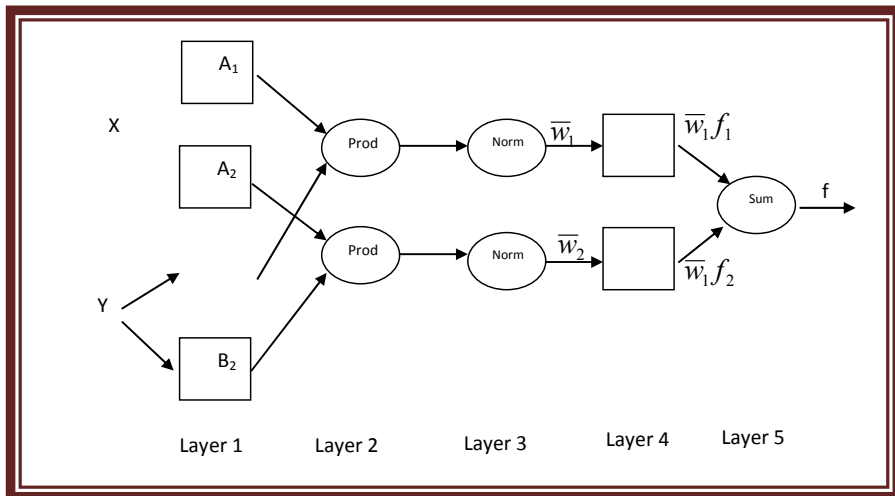 A₁
X
Prod
Norm
w̅₁
w̅₁f₁
A₂
Sum
f
Prod
Norm
w̅₂
w̅₁f₂
Y
B₂
Layer 1
Layer 2
Layer 3
Layer 4
Layer 5